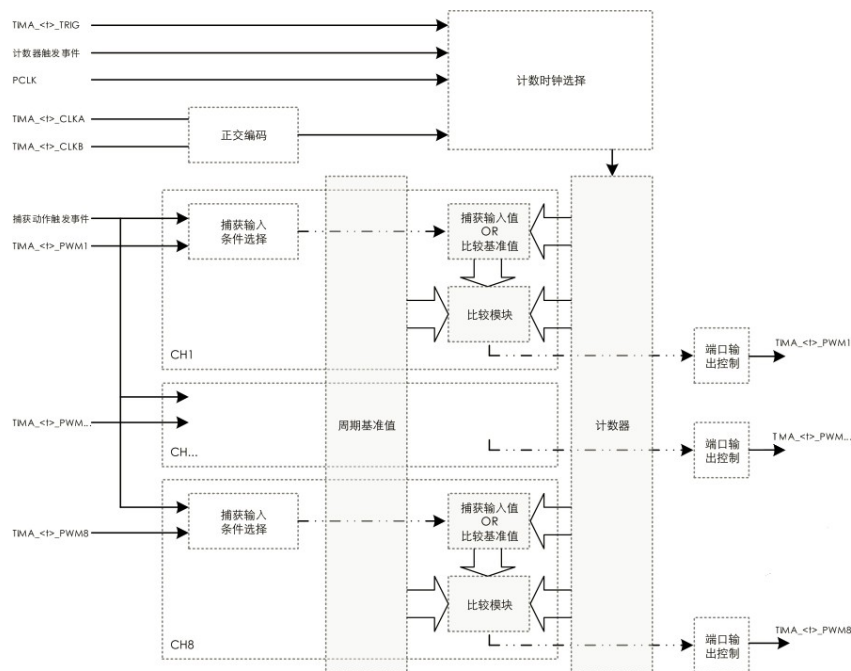 TIMA_<t>_TRIG
计数器触发事件
PCLK
计数时钟选择
TIMA_<t>_CLKA
正交编码
TIMA_<t>_CLKB
捕获动作触发事件
TIMA_<t>_PWM1
捕获输入
条件选择
捕获输入值
OR
比较基准值
比较模块
CH1
端口输
出控制
TIMA_<t>_PWM1
TIMA_<t>_PWM...
CH...
周期基准值
计数器
端口输
出控制
TMA_<t>_PWM...
TIMA_<t>_PWM8
捕获输入
条件选择
捕获输入值
OR
比较基准值
比较模块
CH8
端口输
出控制
TIMA_<t>_PWM8